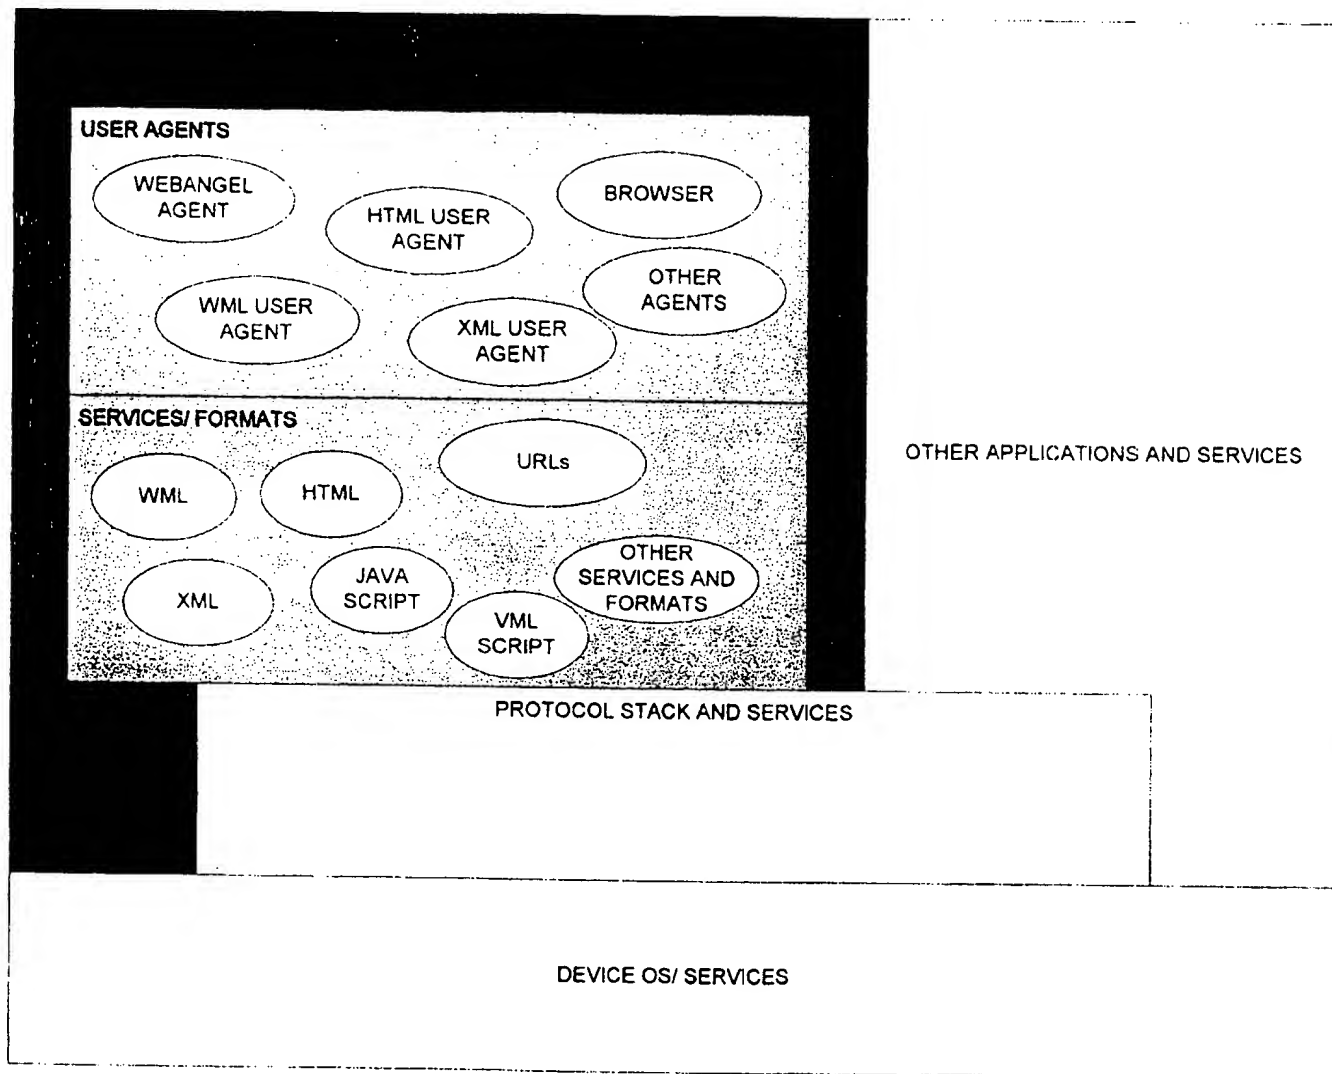 USER AGENTS
WEBANGEL
AGENT
HTML USER
AGENT
BROWSER
WML USER
AGENT
XML USER
AGENT
OTHER
AGENTS
SERVICES/ FORMATS
WML
HTML
URLs
XML
JAVA
SCRIPT
VML
SCRIPT
OTHER
SERVICES AND
FORMATS
OTHER APPLICATIONS AND SERVICES
PROTOCOL STACK AND SERVICES
DEVICE OS/ SERVICES